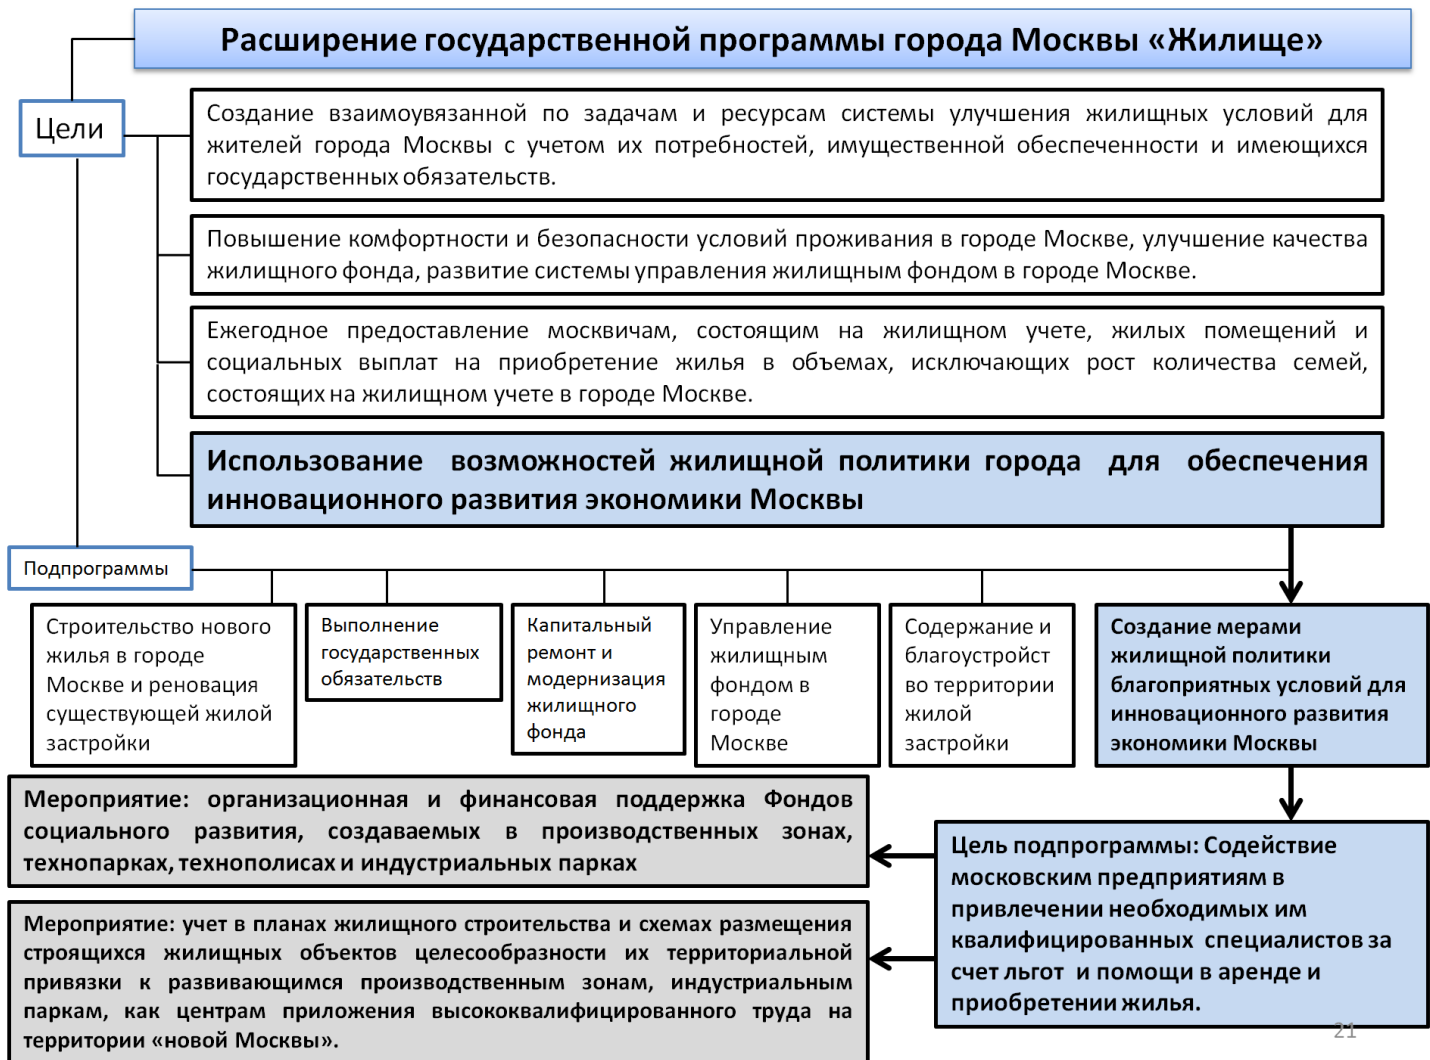 Расширение государственной программы города Москвы «Жилище»
Цели
Создание взаимоувязанной по задачам и ресурсам системы улучшения жилищных условий для
жителей города Москвы с учетом их потребностей, имущественной обеспеченности и имеющихся
государственных обязательств.
Повышение комфортности и безопасности условий проживания в городе Москве, улучшение качества
жилищного фонда, развитие системы управления жилищным фондом в городе Москве.
Ежегодное предоставление москвичам, состоящим на жилищном учете, жилых помещений и
социальных выплат на приобретение жилья в объемах, исключающих рост количества семей,
состоящих на жилищном учете в городе Москве.
Использование возможностей жилищной политики города для обеспечения
инновационного развития экономики Москвы
Подпрограммы
Строительство нового
жилья в городе
Москве и реновация
существующей жилой
застройки
Выполнение
государственных
обязательств
Капитальный
ремонт и
модернизация
жилищного
фонда
Управление
жилищным
фондом в
городе
Москве
Содержание и
благоустройст
во территории
жилой
застройки
Создание мерами
жилищной политики
благоприятных условий для
инновационного развития
экономики Москвы
Мероприятие: организационная и финансовая поддержка Фондов
социального развития, создаваемых в производственных зонах,
технопарках, технополисах и индустриальных парках
Цель подпрограммы: Содействие
московским предприятиям в
привлечении необходимых им
квалифицированных специалистов за
счет льгот и помощи в аренде и
приобретении жилья.
Мероприятие: учет в планах жилищного строительства и схемах размещения
строящихся жилищных объектов целесообразности их территориальной
привязки к развивающимся производственным зонам, индустриальным
паркам, как центрам приложения высококвалифицированного труда на
территории «новой Москвы».
21